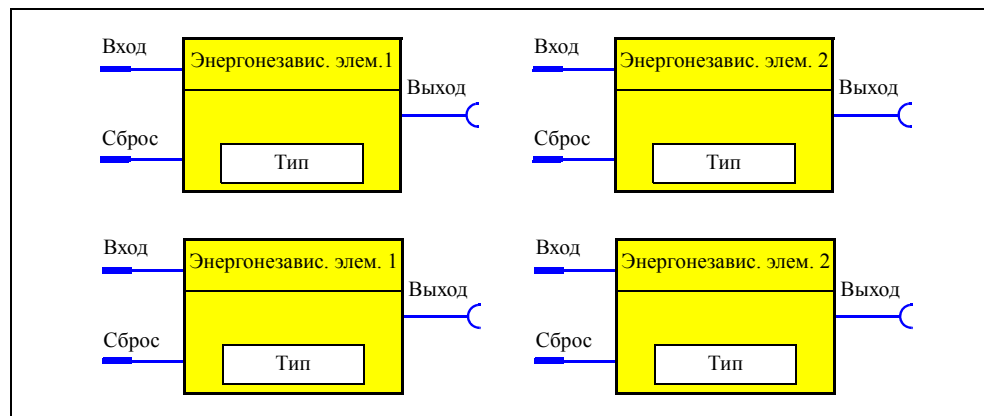 Вход
Энергонезавис. элем.1
Выход
Сброс
Тип
Вход
Энергонезавис. элем. 2
Выход
Сброс
Тип
Вход
Энергонезавис. элем. 1
Выход
Сброс
Тип
Вход
Энергонезавис. элем. 2
Выход
Сброс
Тип